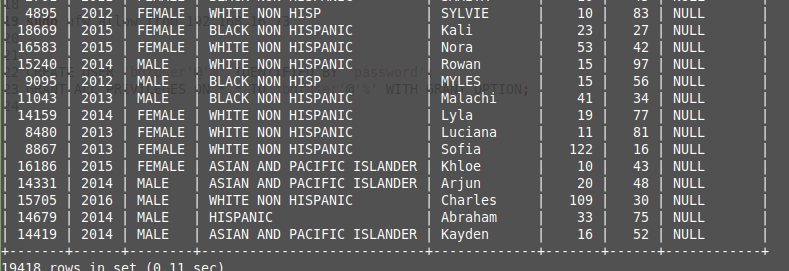 | 4895 | 2012 | FEMALE | WHITE NON HISP | SYLVIE | 10 | 83 | NULL |
| 18669 | 2015 | FEMALE | BLACK NON HISPANIC | Kali | 23 | 27 | NULL |
| 16583 | 2015 | FEMALE | WHITE NON HISPANIC | Nora | 53 | 42 | NULL |
| 15240 | 2014 | MALE | WHITE NON HISPANIC | Rowan | 15 | 97 | NULL |
| 9095 | 2012 | MALE | BLACK NON HISP | MYLES | 15 | 56 | NULL |
| 11043 | 2013 | MALE | BLACK NON HISPANIC | Malachi | 41 | 34 | NULL |
| 14159 | 2014 | FEMALE | WHITE NON HISPANIC | Lyla | 19 | 77 | NULL |
| 8480 | 2013 | FEMALE | WHITE NON HISPANIC | Luciana | 11 | 81 | NULL |
| 8867 | 2013 | FEMALE | WHITE NON HISPANIC | Sofia | 122 | 16 | NULL |
| 16186 | 2015 | FEMALE | ASIAN AND PACIFIC ISLANDER | Khloe | 10 | 43 | NULL |
| 14331 | 2014 | MALE | ASIAN AND PACIFIC ISLANDER | Arjun | 20 | 48 | NULL |
| 15705 | 2016 | MALE | WHITE NON HISPANIC | Charles | 109 | 30 | NULL |
| 14679 | 2014 | MALE | HISPANIC | Abraham | 33 | 75 | NULL |
| 14419 | 2014 | MALE | ASIAN AND PACIFIC ISLANDER | Kayden | 16 | 52 | NULL |
19418 rows in set (0.11 sec)